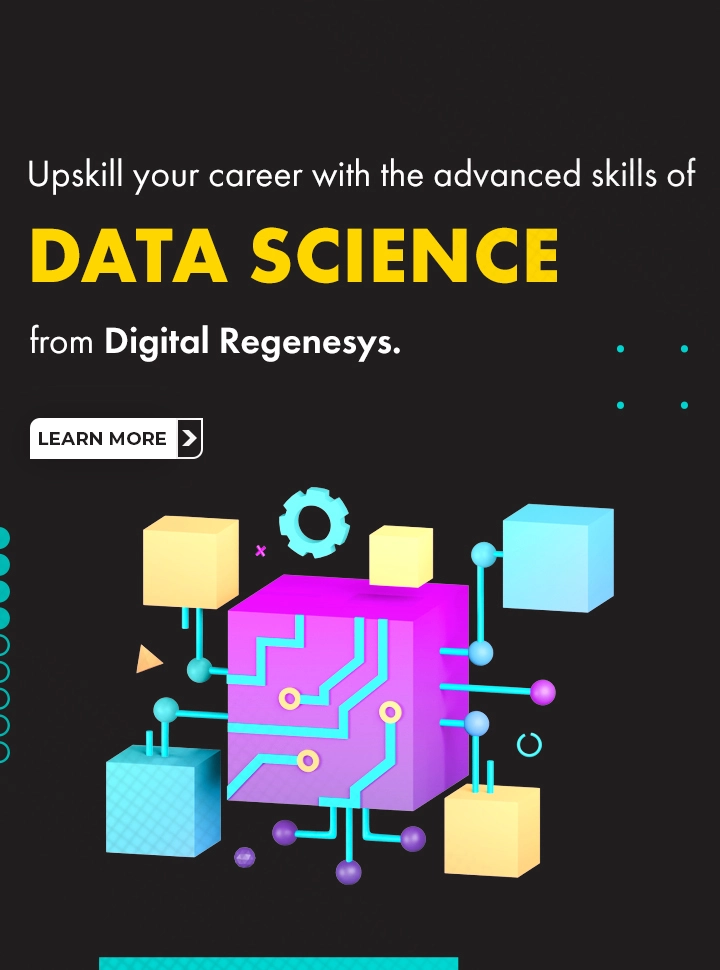 Upskill your career with the advanced skills of
DATA SCIENCE
from Digital Regenesys.
LEARN MORE